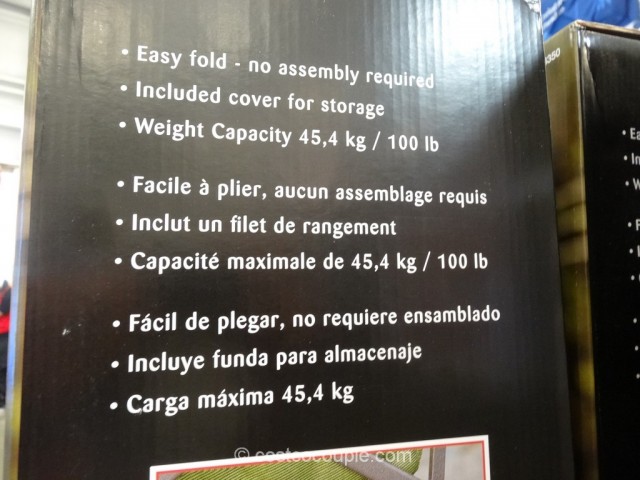 • Easy fold - no assembly required
• Included cover for storage
• Weight Capacity 45,4 kg / 100 lb
• Facile à plier, aucun assemblage requis
• Inclut un filet de rangement
• Capacité maximale de 45,4 kg / 100 lb
• Fácil de plegar, no requiere ensamblado
• Incluye funda para almacenaje
• Carga máxima 45,4 kg
© costcocouple.com